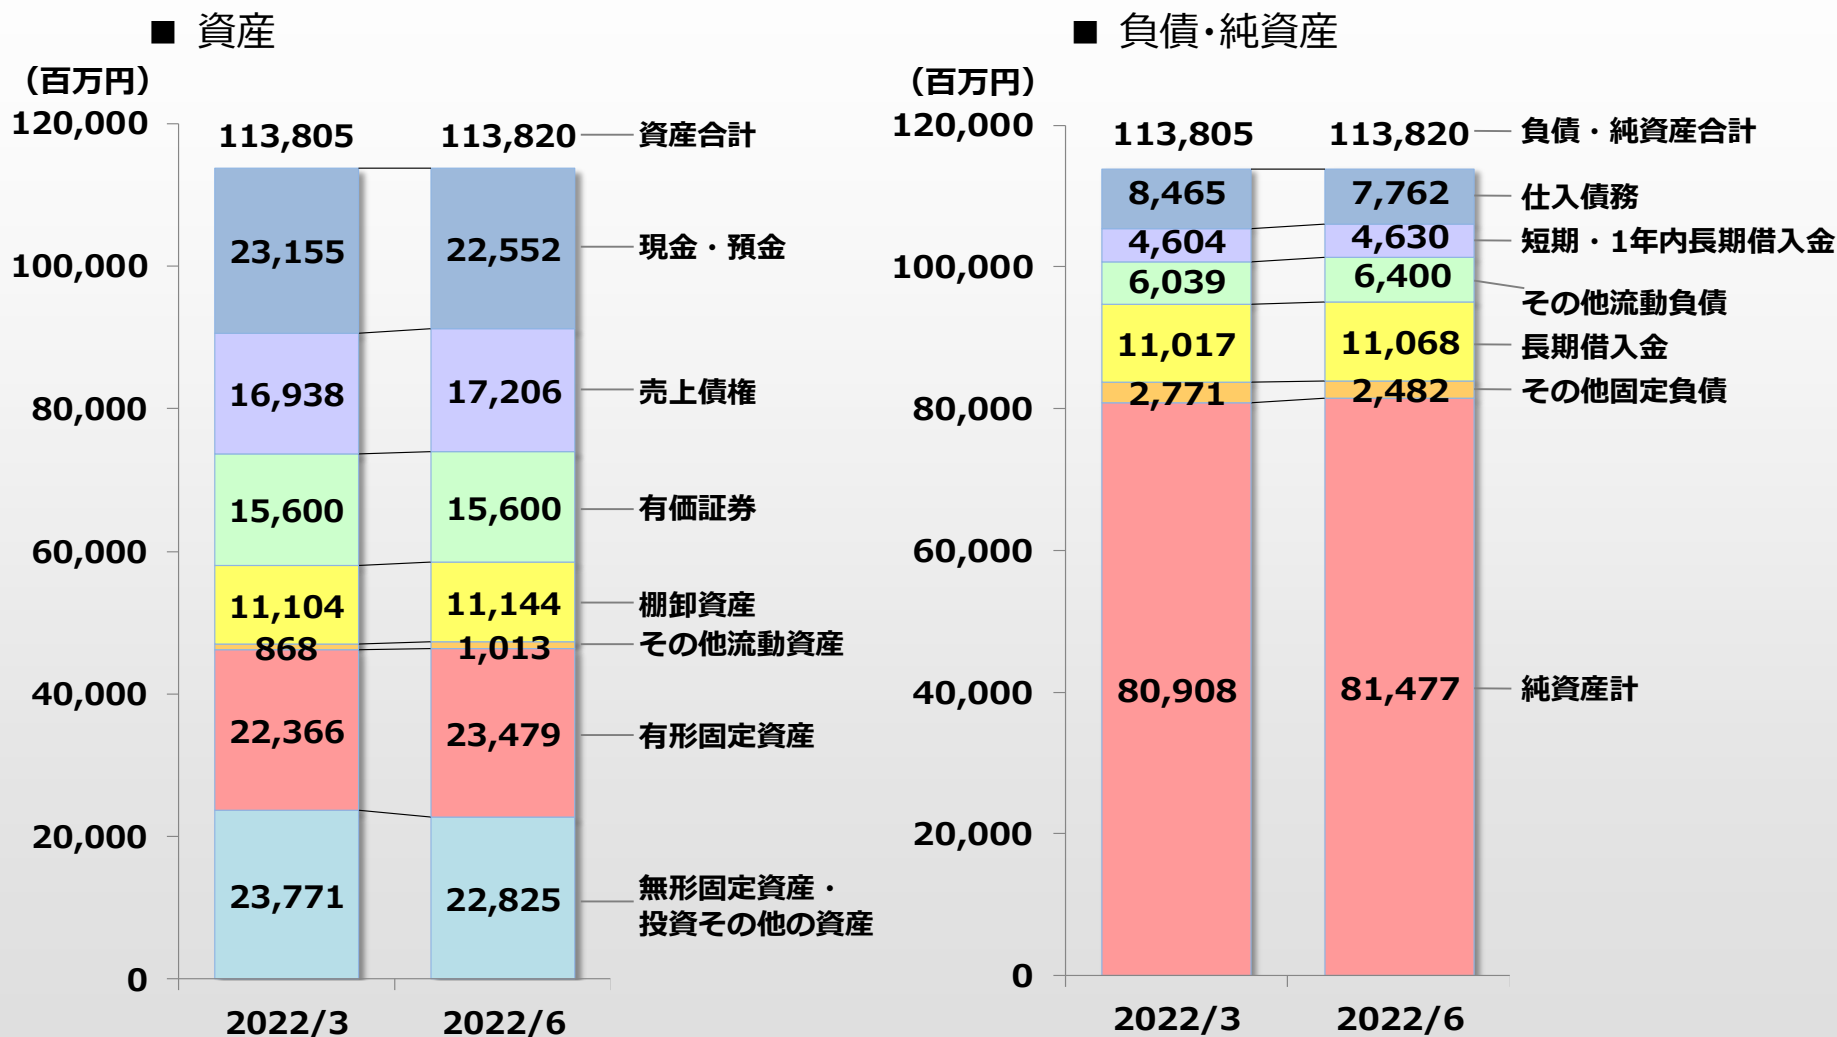 ■ 資産
(百万円)
120,000
100,000
80,000
60,000
40,000
20,000
0
113,805 113,820 資産合計
23,155 22,552 現金・預金
16,938 17,206 売上債権
15,600 15,600 有価証券
11,104 11,144 棚卸資産
868 1,013 その他流動資産
22,366 23,479 有形固定資産
23,771 22,825 無形固定資産・
投資その他の資産
2022/3 2022/6
■ 負債・純資産
(百万円)
120,000
100,000
80,000
60,000
40,000
20,000
0
113,805 113,820 負債・純資産合計
8,465 7,762 仕入債務
4,604 4,630 短期・1年内長期借入金
6,039 6,400 その他流動負債
11,017 11,068 長期借入金
2,771 2,482 その他固定負債
80,908 81,477 純資産計
2022/3 2022/6